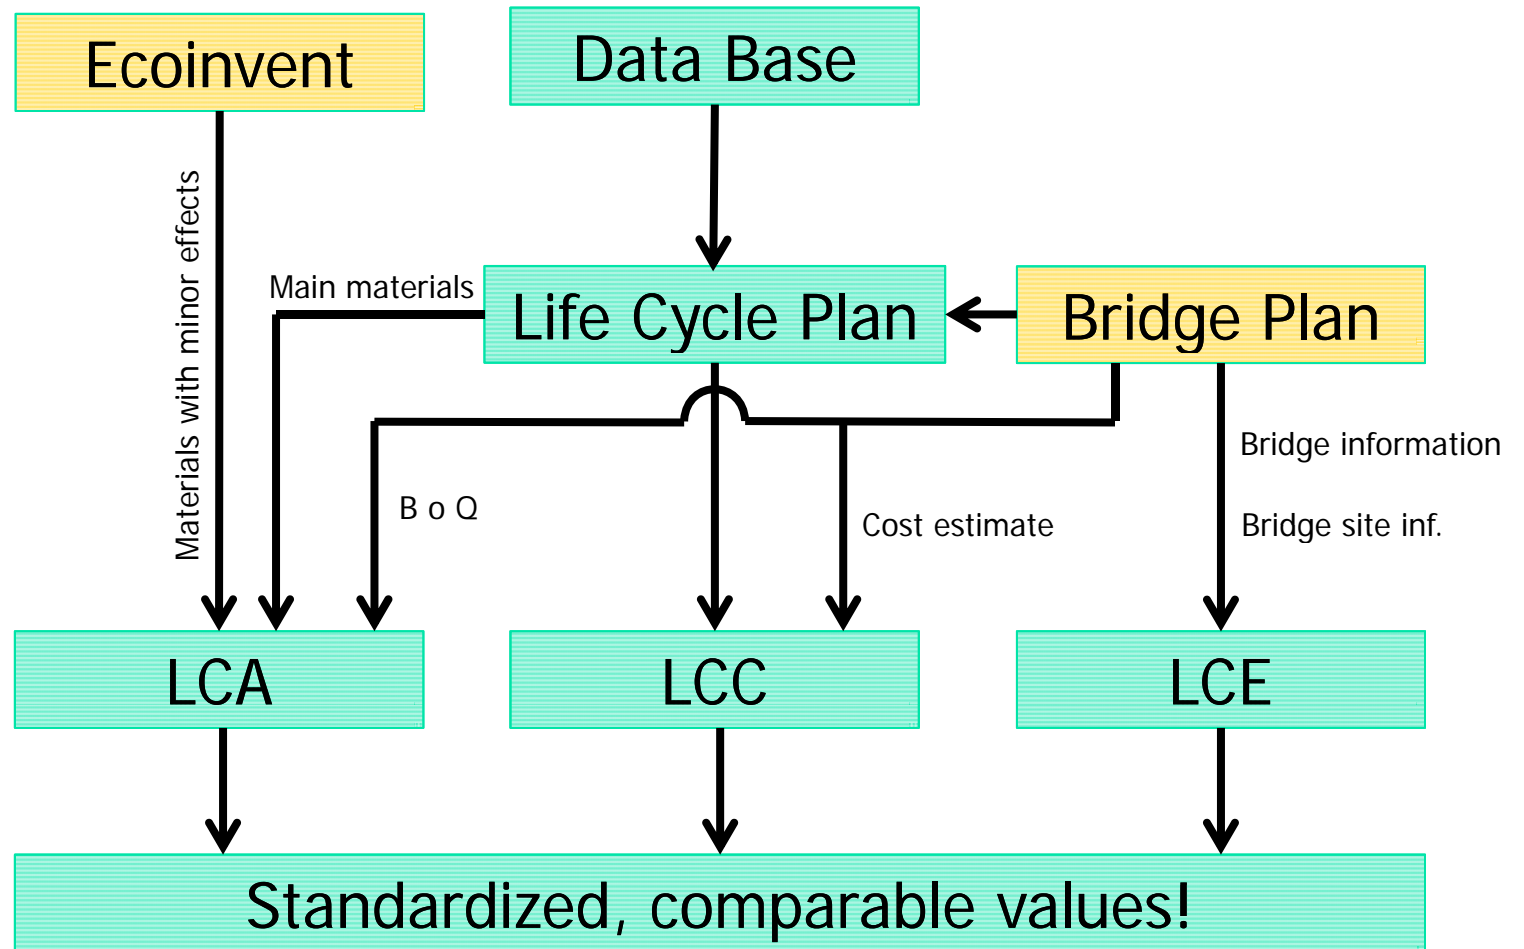 Ecoinvent
Data Base
Materials with minor effects
Main materials
Life Cycle Plan
Bridge Plan
B o Q
Cost estimate
Bridge information
Bridge site inf.
LCA
LCC
LCE
Standardized, comparable values!